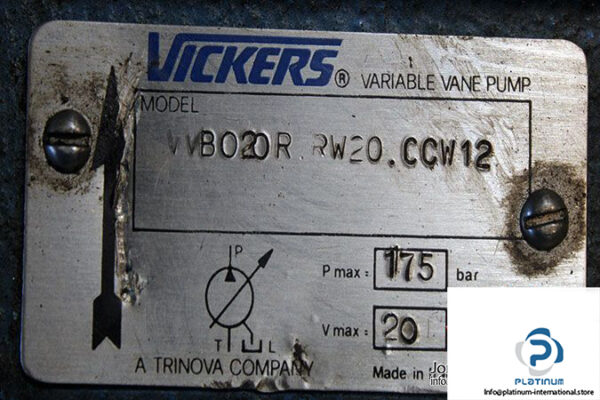 VICKERS® VARIABLE VANE PUMP
MODEL
VVB020R RW20.CCW12
P
P max = 175 bar
T L
V max = 20
A TRINOVA COMPANY
Made in
PLATINUM
info@platinum-international.store